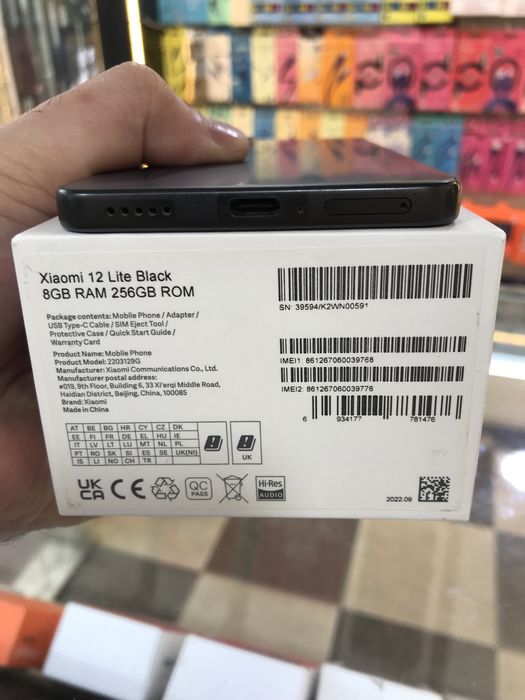 Xiaomi 12 Lite Black
8GB RAM 256GB ROM
Package contents: Mobile Phone / Adapter /
USB Type-C Cable / SIM Eject Tool /
Protective Case / Quick Start Guide /
Warranty Card
Product Name: Mobile Phone
Product Model: 2203129G
Manufacturer: Xiaomi Communications Co., Ltd.
Manufacturer postal address:
#019, 9th Floor, Building 6, 33 Xi'erqi Middle Road,
Haidian District, Beijing, China, 100085
Brand: Xiaomi
Made in China
AT BE BG HR CY CZ DK
EE FI FR DE EL HU IE
IT LV LT LU MT NL PL
PT RO SK SI ES SE UK(NI)
IS LI NO CH TR
UK
UK
CA
CE
QC
PASS
Hi-Res
AUDIO
SN: 39594/K2WN00591
IMEI1: 861267060039768
IMEI2: 861267060039776
6 934177 781476
2022.09